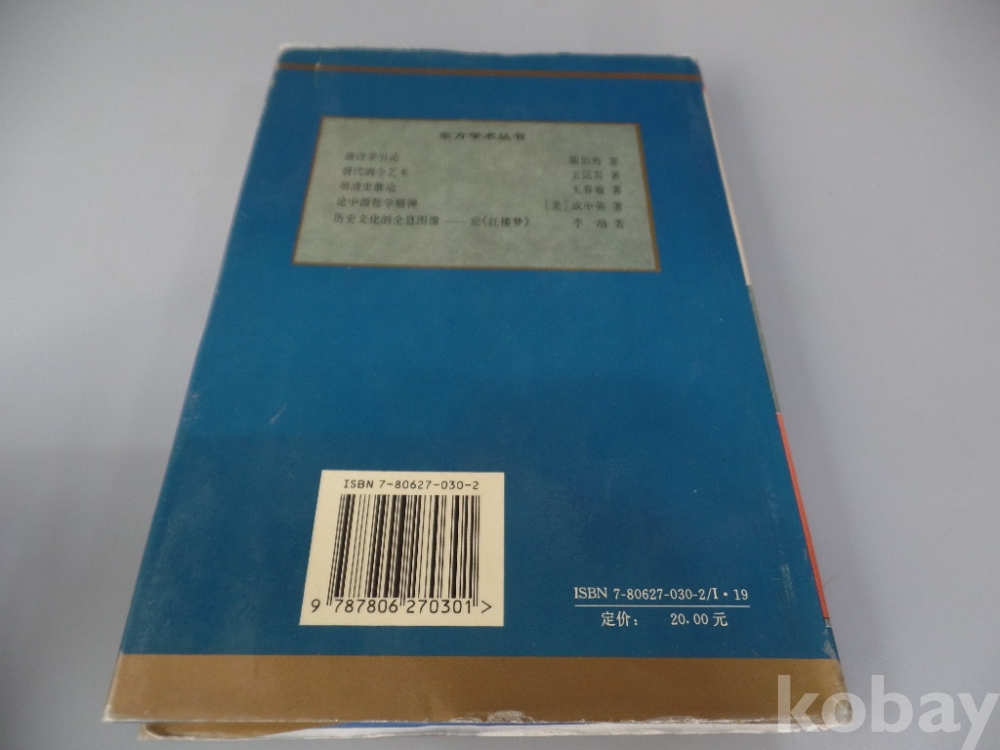 东方学术丛书
唐诗学引论 陈伯海 著
唐代酒令艺术 王昆吾 著
明清史散论 王春瑜 著
论中西哲学精神 [美]成中英 著
历史文化的全息图像——论《红楼梦》 李 劼 著
ISBN 7-80627-030-2
9 787806 270301>
ISBN 7-80627-030-2/I·19
定价: 20.00元
kobay